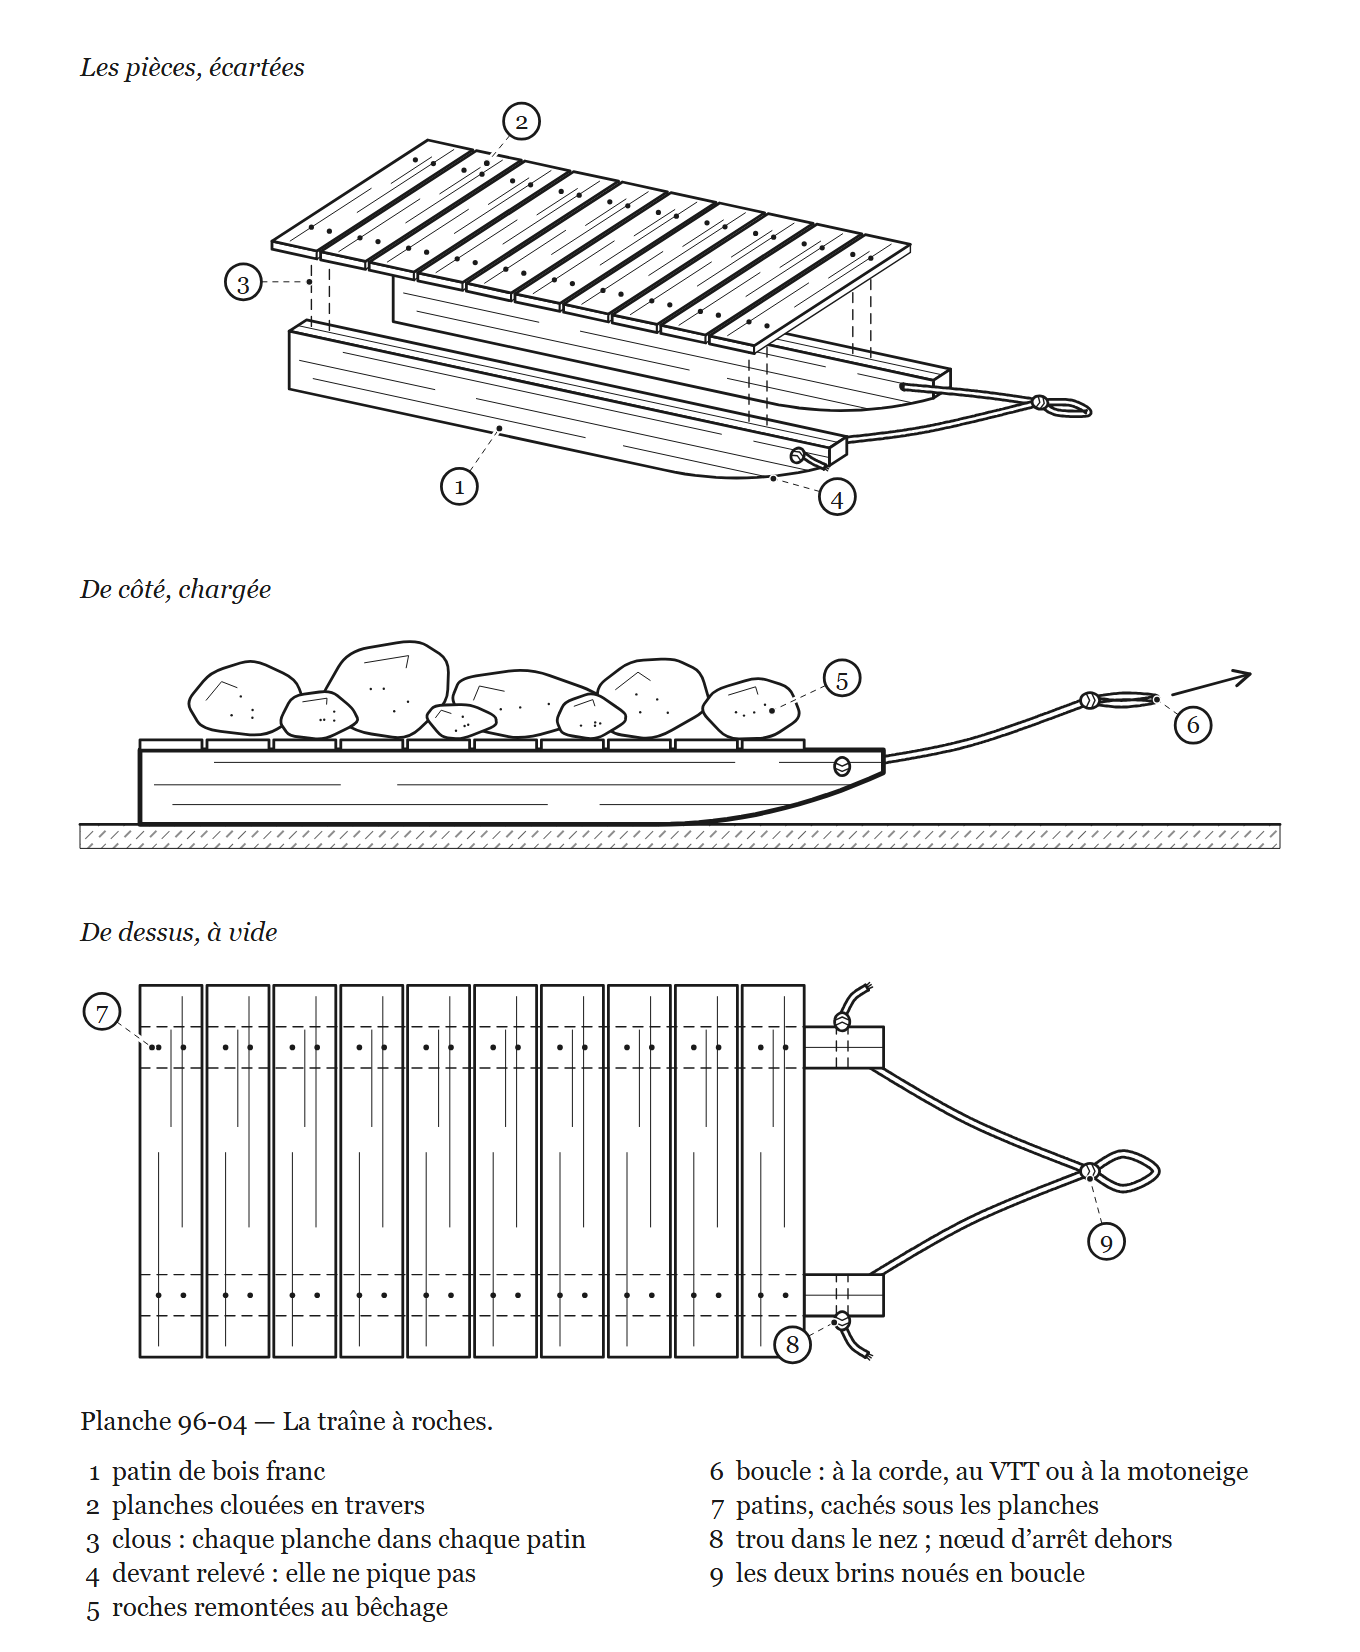 Les pièces, écartées
2
3
1
4
De côté, chargée
5
6
De dessus, à vide
7
9
8
Planche 96-04 — La traîne à roches.
1 patin de bois franc
2 planches clouées en travers
3 clous : chaque planche dans chaque patin
4 devant relevé : elle ne pique pas
5 roches remontées au bêchage
6 boucle : à la corde, au VTT ou à la motoneige
7 patins, cachés sous les planches
8 trou dans le nez ; nœud d’arrêt dehors
9 les deux brins noués en boucle